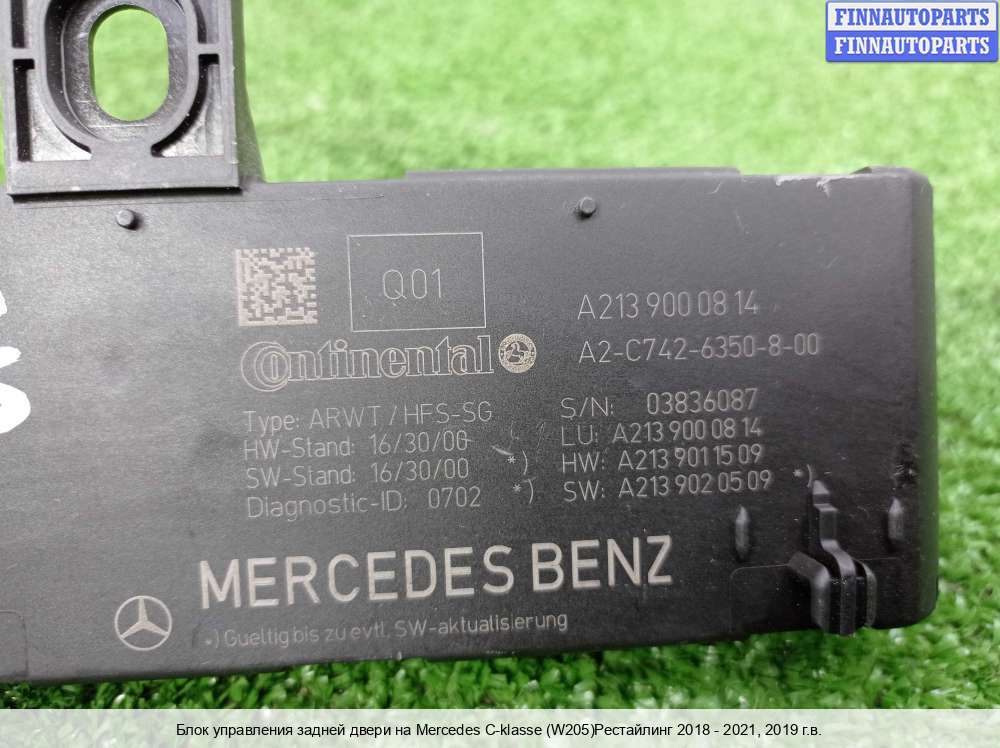 FINNAUTOPARTS
FINNAUTOPARTS
Q01
A213 900 08 14
A2-C742-6350-8-00
Continental
Type: ARWT / HFS-SG
S/N: 03836087
HW-Stand: 16/30/00
LU: A213 900 08 14
SW-Stand: 16/30/00 *)
HW: A213 901 15 09
Diagnostic-ID: 0702 *)
SW: A213 902 05 09 *)
MERCEDES BENZ
*) Gueltig bis zu evtl. SW-aktualisierung
Блок управления задней двери на Mercedes C-klasse (W205)Рестайлинг 2018 - 2021, 2019 г.в.